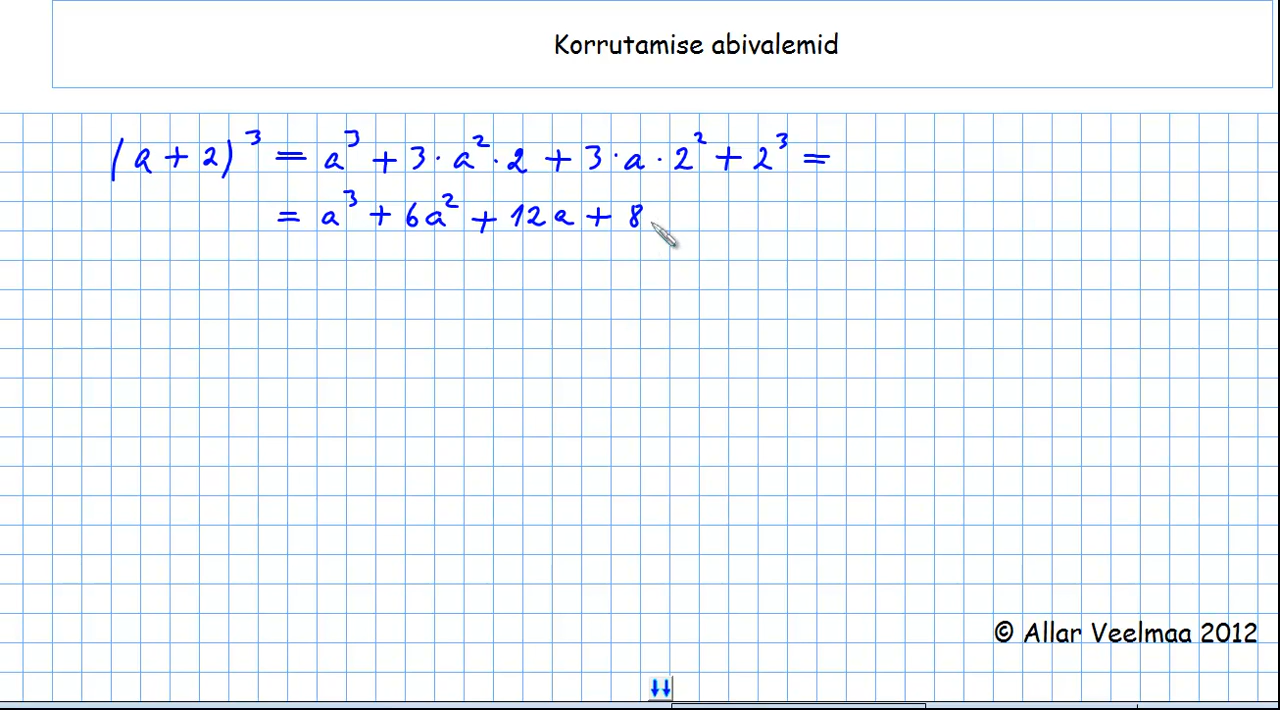 Korrutamise abivalemid
(a + 2)³ = a³ + 3 · a² · 2 + 3 · a · 2² + 2³ =
= a³ + 6a² + 12a + 8
© Allar Veelmaa 2012